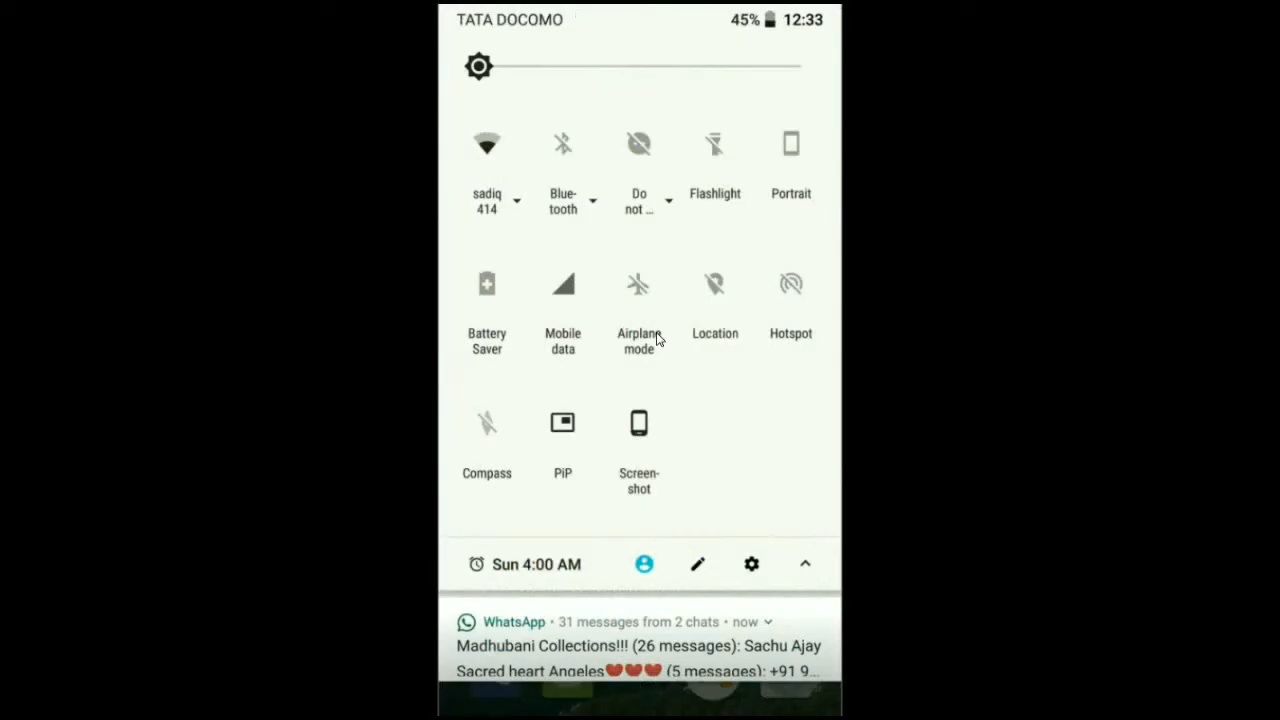 TATA DOCOMO 45% 12:33
sadiq 414
Blue-tooth
Do not ...
Flashlight
Portrait
Battery Saver
Mobile data
Airplane mode
Location
Hotspot
Compass
PiP
Screen-shot
Sun 4:00 AM
WhatsApp • 31 messages from 2 chats • now
Madhubani Collections!!! (26 messages): Sachu Ajay
Sacred heart Angeles❤️❤️❤️ (5 messages): +91 9...